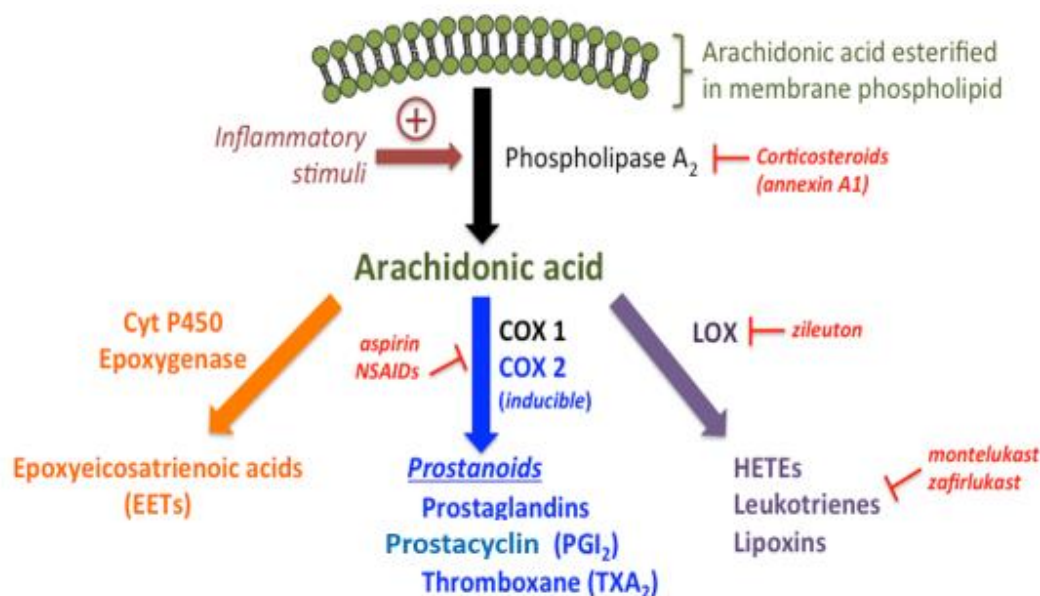 Arachidonic acid esterified
in membrane phospholipid
+
Inflammatory
stimuli
Phospholipase A₂
Corticosteroids
(annexin A1)
Arachidonic acid
Cyt P450
Epoxygenase
aspirin
NSAIDs
COX 1
COX 2
(inducible)
LOX
zileuton
Epoxyeicosatrienoic acids
(EETs)
Prostanoids
Prostaglandins
Prostacyclin (PGI₂)
Thromboxane (TXA₂)
HETEs
Leukotrienes
Lipoxins
montelukast
zafirlukast